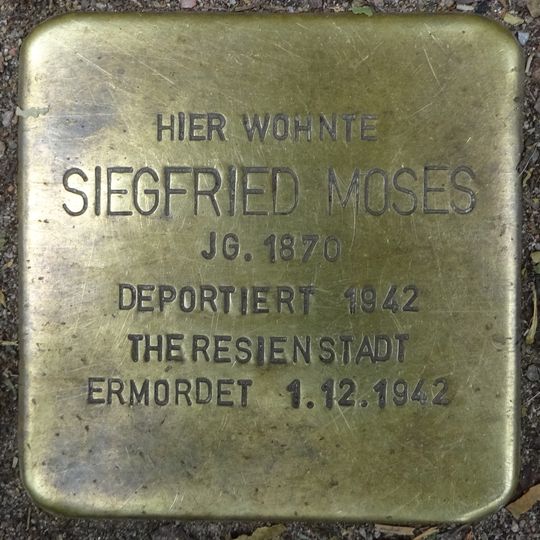 HIER WOHNTE
SIEGFRIED MOSES
JG. 1870
DEPORTIERT 1942
THERESIENSTADT
ERMORDET 1.12.1942